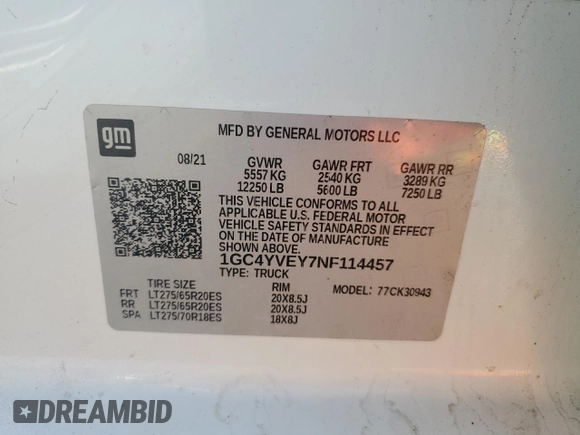 gm
MFD BY GENERAL MOTORS LLC
08/21 GVWR GAWR FRT GAWR RR
5557 KG 2540 KG 3289 KG
12250 LB 5600 LB 7250 LB
THIS VEHICLE CONFORMS TO ALL
APPLICABLE U.S. FEDERAL MOTOR
VEHICLE SAFETY STANDARDS IN EFFECT
ON THE DATE OF MANUFACTURE
SHOWN ABOVE.
1GC4YVEY7NF114457
TYPE: TRUCK
TIRE SIZE RIM MODEL: 77CK30943
FRT LT275/65R20ES 20X8.5J
RR LT275/65R20ES 20X8.5J
SPA LT275/70R18ES 18X8J
DREAMBID